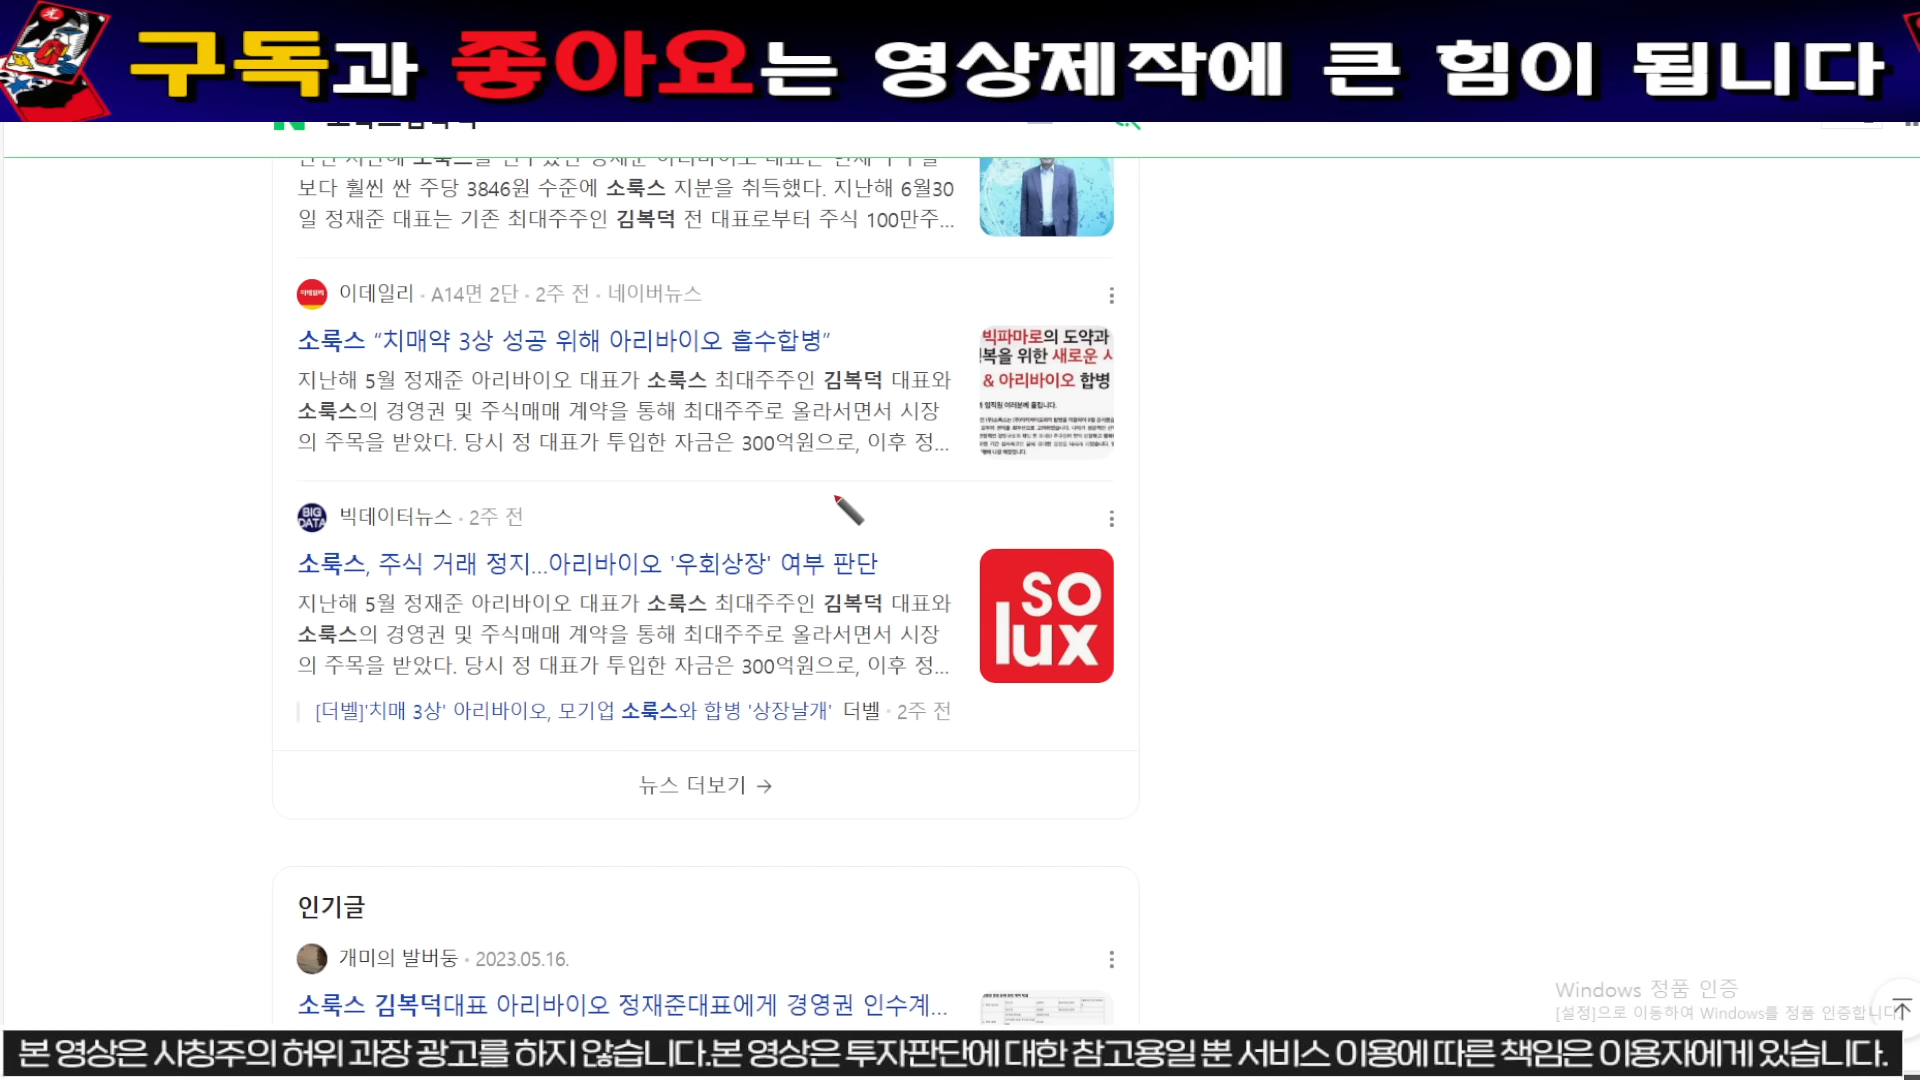 구독과 좋아요는 영상제작에 큰 힘이 됩니다
보다 훨씬 싼 주당 3846원 수준에 소룩스 지분을 취득했다. 지난해 6월30
일 정재준 대표는 기존 최대주주인 김복덕 전 대표로부터 주식 100만주...
이데일리 · A14면 2단 · 2주 전 · 네이버뉴스
소룩스 “치매약 3상 성공 위해 아리바이오 흡수합병”
지난해 5월 정재준 아리바이오 대표가 소룩스 최대주주인 김복덕 대표와
소룩스의 경영권 및 주식매매 계약을 통해 최대주주로 올라서면서 시장
의 주목을 받았다. 당시 정 대표가 투입한 자금은 300억원으로, 이후 정...
빅파마로의 도약과
복을 위한 새로운 시
& 아리바이오 합병
BIG DATA
빅데이터뉴스 · 2주 전
소룩스, 주식 거래 정지...아리바이오 '우회상장' 여부 판단
지난해 5월 정재준 아리바이오 대표가 소룩스 최대주주인 김복덕 대표와
소룩스의 경영권 및 주식매매 계약을 통해 최대주주로 올라서면서 시장
의 주목을 받았다. 당시 정 대표가 투입한 자금은 300억원으로, 이후 정...
so
lux
[더벨]'치매 3상' 아리바이오, 모기업 소룩스와 합병 '상장날개' 더벨 · 2주 전
뉴스 더보기 →
인기글
개미의 발버둥 · 2023.05.16.
소룩스 김복덕대표 아리바이오 정재준대표에게 경영권 인수계...
Windows 정품 인증
[설정]으로 이동하여 Windows를 정품 인증합니다
본 영상은 사칭주의 허위 과장 광고를 하지 않습니다.본 영상은 투자판단에 대한 참고용일 뿐 서비스 이용에 따른 책임은 이용자에게 있습니다.